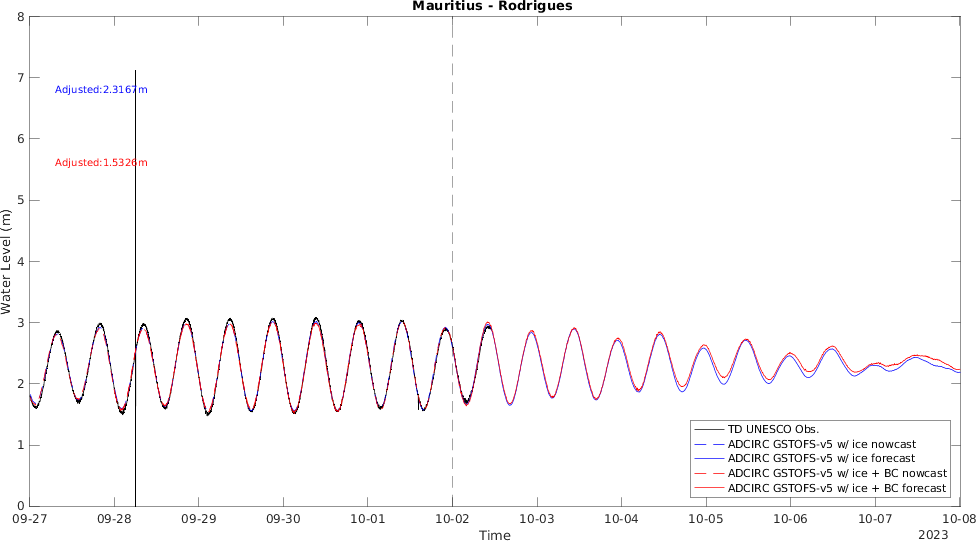 Mauritius - Rodrigues
8
7
6
5
4
3
2
1
0
Water Level (m)
Adjusted:2.3167m
Adjusted:1.5326m
TD UNESCO Obs.
ADCIRC GSTOFS-v5 w/ ice nowcast
ADCIRC GSTOFS-v5 w/ ice forecast
ADCIRC GSTOFS-v5 w/ ice + BC nowcast
ADCIRC GSTOFS-v5 w/ ice + BC forecast
09-27 09-28 09-29 09-30 10-01 10-02 10-03 10-04 10-05 10-06 10-07 10-08
Time
2023